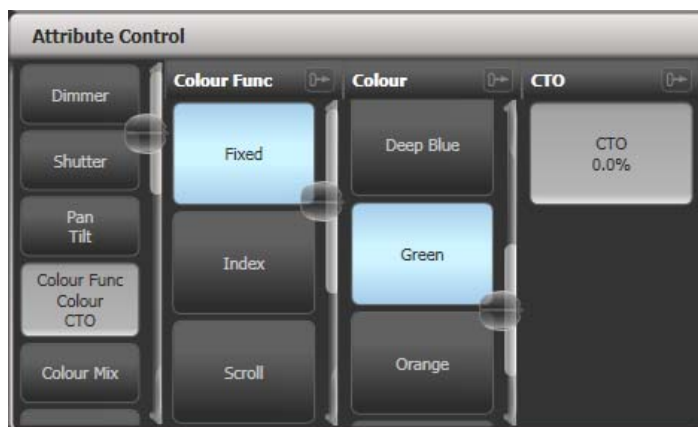 Attribute Control
Dimmer
Shutter
Pan
Tilt
Colour Func
Colour
CTO
Colour Mix
Colour Func
Fixed
Index
Scroll
Colour
Deep Blue
Green
Orange
CTO
CTO
0.0%